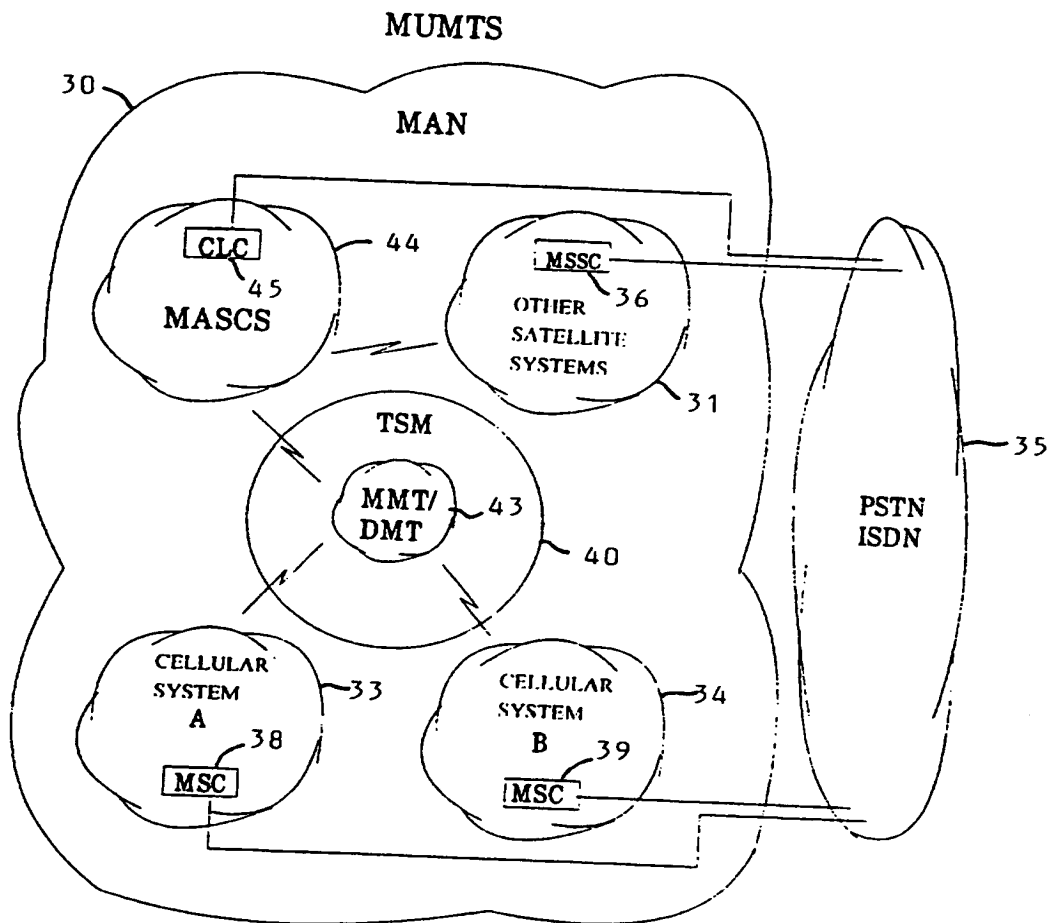 MUMTS
30
MAN
CLC
45
44
MASCS
MSSC
36
OTHER
SATELLITE
SYSTEMS
31
35
PSTN
ISDN
TSM
MMT/
DMT
43
40
CELLULAR
SYSTEM
A
33
38
MSC
CELLULAR
SYSTEM
B
34
39
MSC